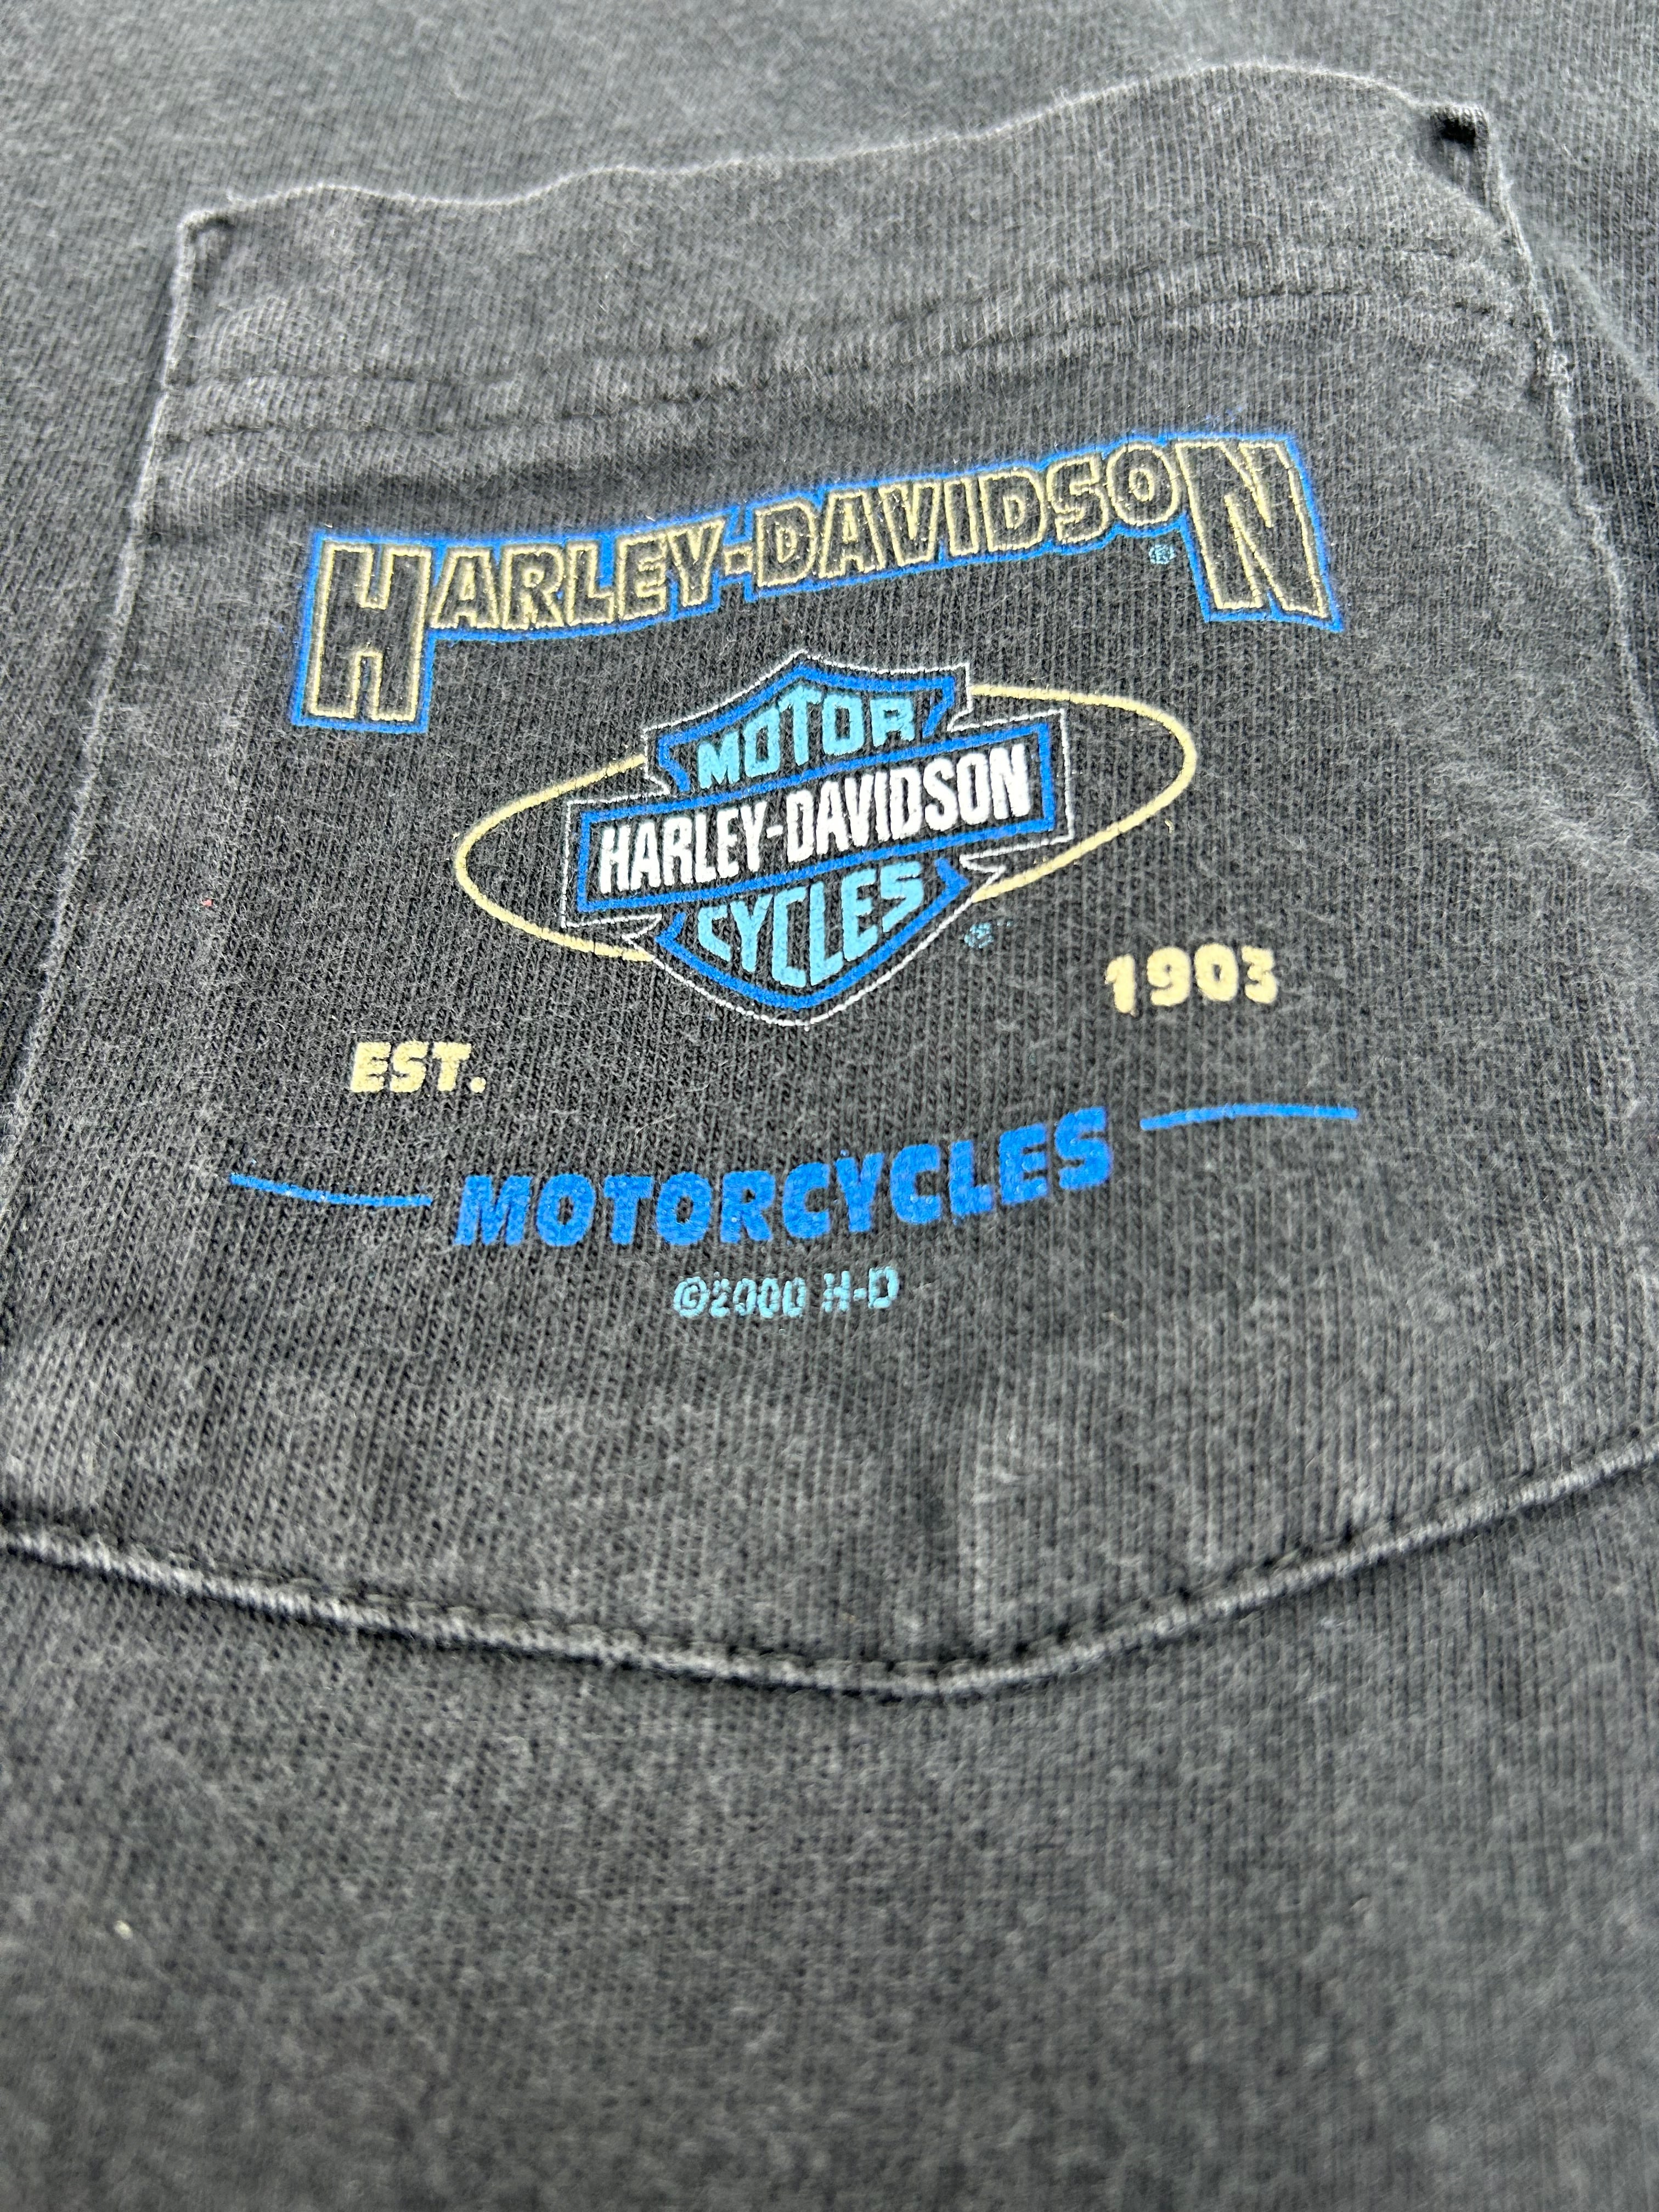 HARLEY-DAVIDSON
®
MOTOR
HARLEY-DAVIDSON
CYCLES
®
EST. 1903
MOTORCYCLES
©2000 H-D